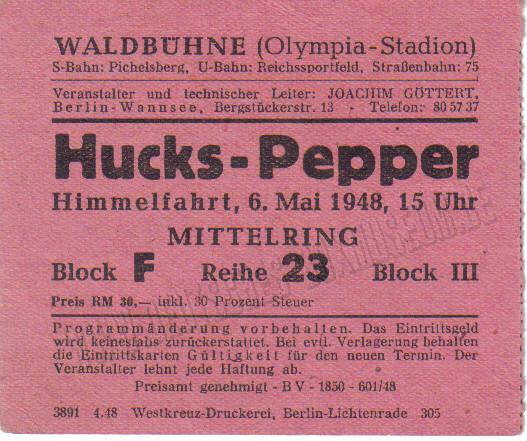 WALDBÜHNE (Olympia-Stadion)
S-Bahn: Pichelsberg, U-Bahn: Reichssportfeld, Straßenbahn: 75
Veranstalter und technischer Leiter: JOACHIM GÖTTERT,
Berlin-Wannsee, Bergstückerstr. 13 • Telefon: 80 57 37
Hucks-Pepper
Himmelfahrt, 6. Mai 1948, 15 Uhr
MITTELRING
Block F Reihe 23 Block III
Preis RM 30,— inkl. 30 Prozent Steuer
Programmänderung vorbehalten. Das Eintrittsgeld
wird keinesfalls zurückerstattet. Bei evtl. Verlagerung behalten
die Eintrittskarten Gültigkeit für den neuen Termin. Der
Veranstalter lehnt jede Haftung ab.
Preisamt genehmigt - BV - 1850 - 601/48
3891 4.48 Westkreuz-Druckerei, Berlin-Lichtenrade 305